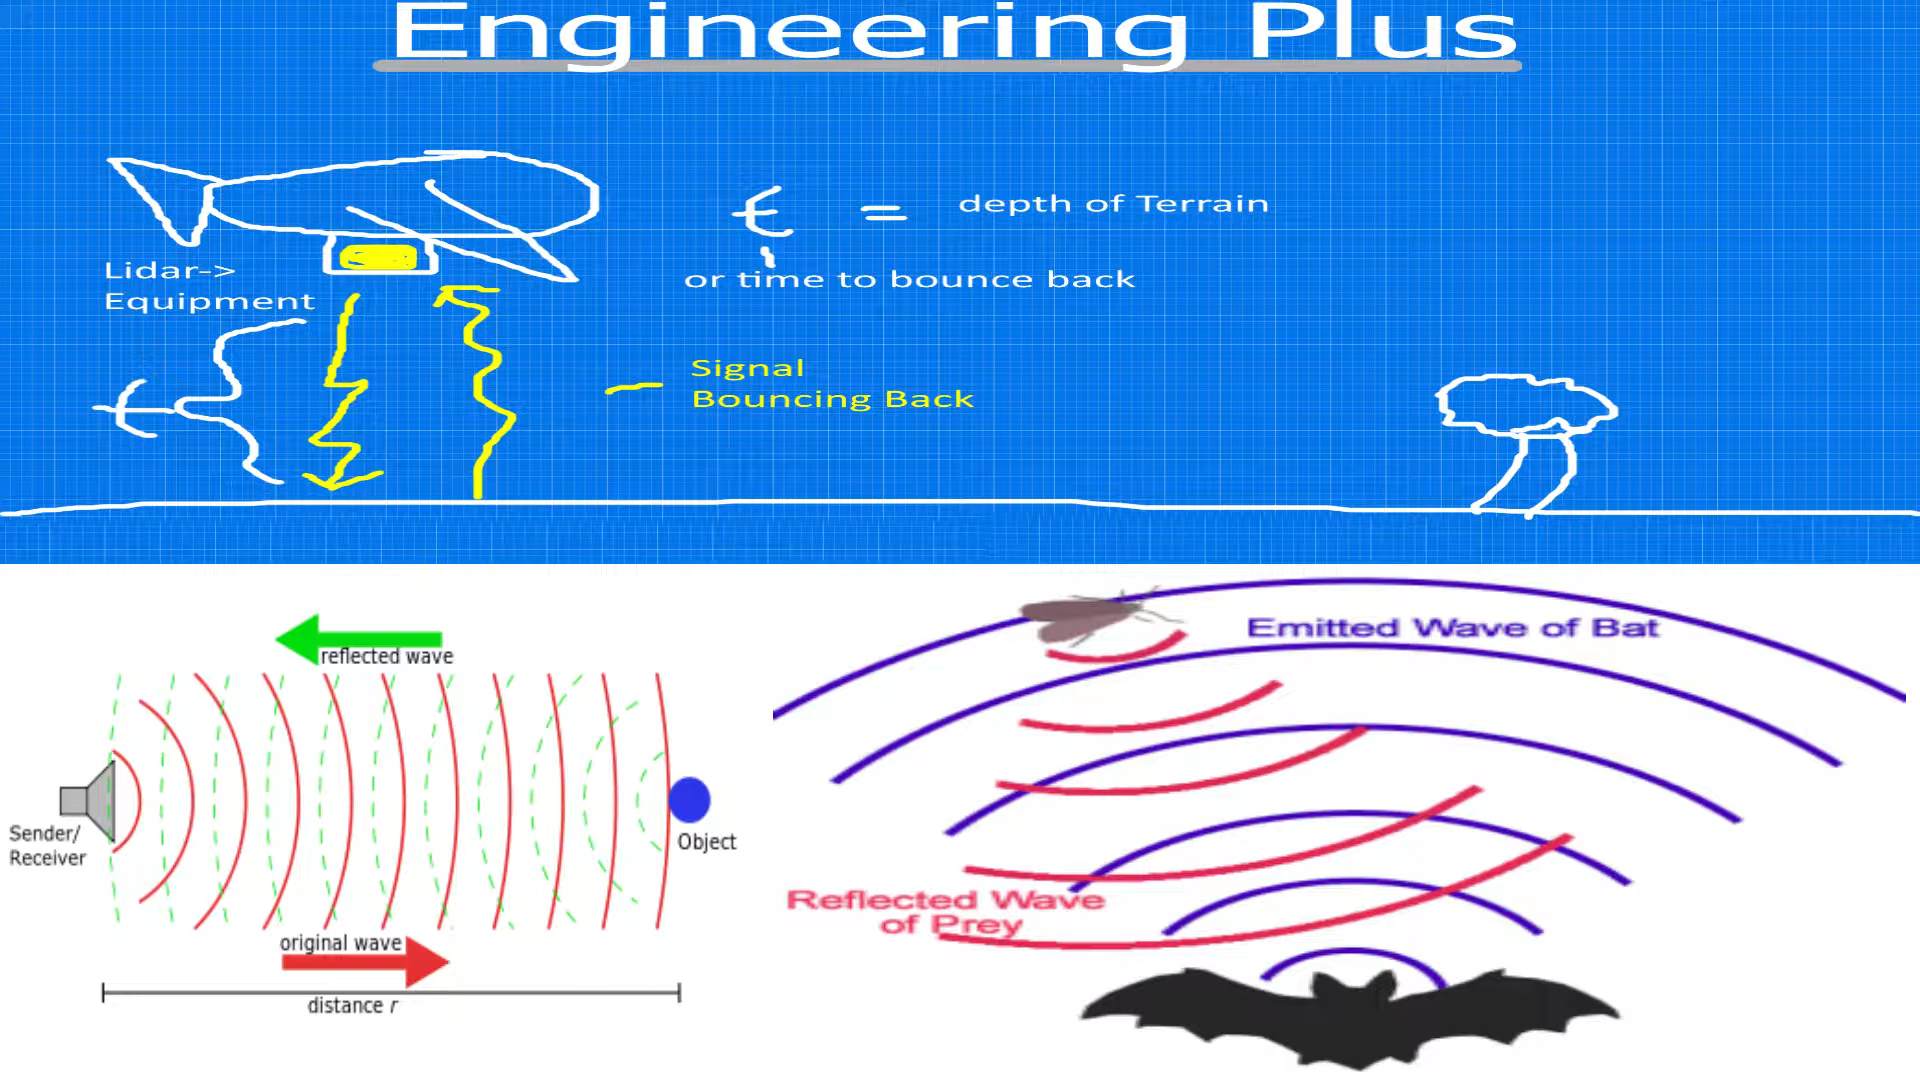 Engineering Plus
t = depth of Terrain
or time to bounce back
Lidar->
Equipment
t
Signal
Bouncing Back
reflected wave
Sender/
Receiver
Object
original wave
distance r
Emitted Wave of Bat
Reflected Wave
of Prey